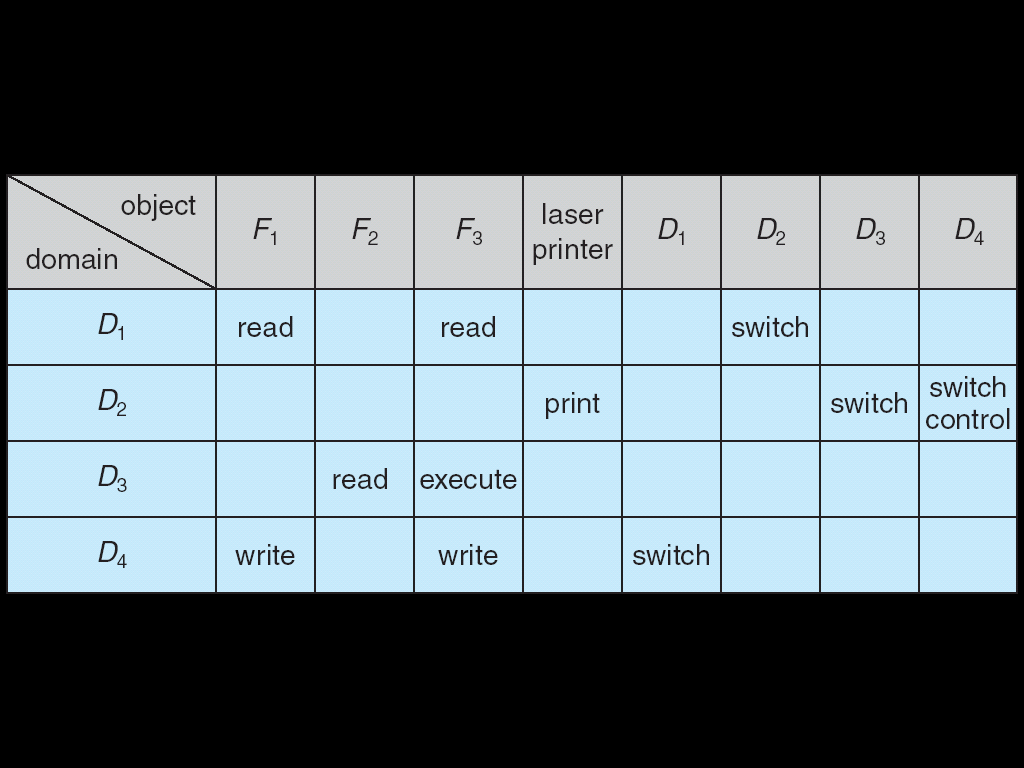 object
domain
F1 F2 F3 laser printer D1 D2 D3 D4
D1 read read switch
D2 print switch switch control
D3 read execute
D4 write write switch